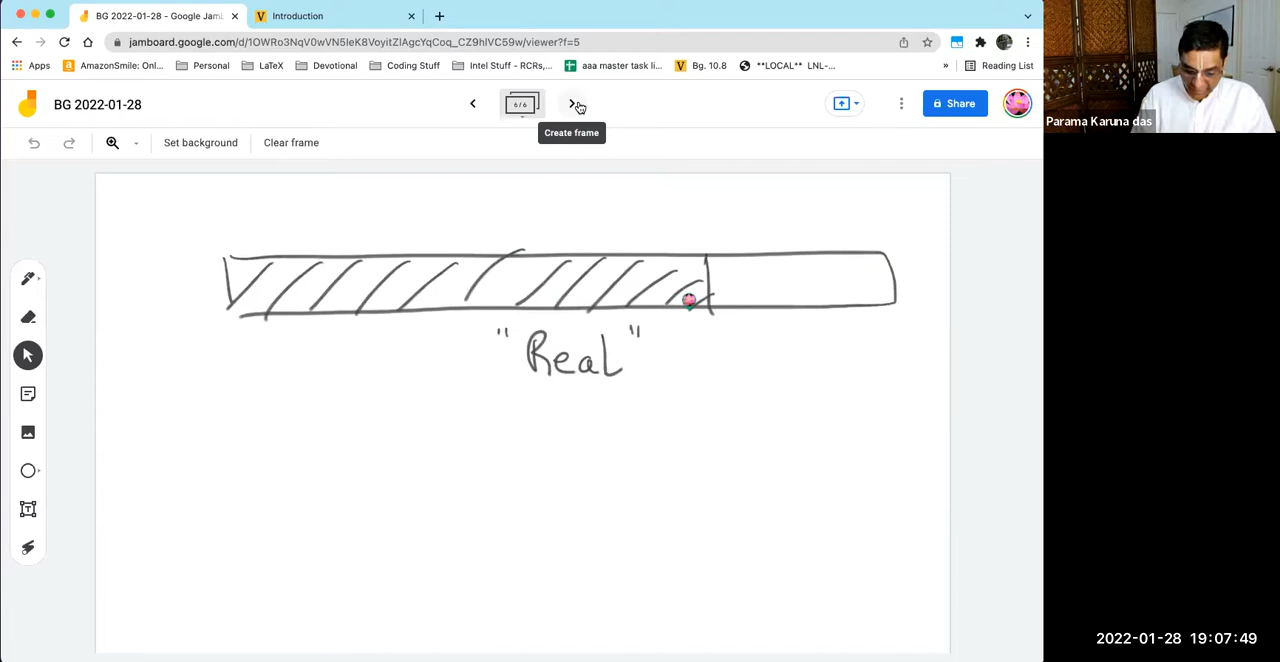 BG 2022-01-28 - Google Jaml
Introduction
jamboard.google.com/d/1OWRo3NqV0wVN5leK8VoyitZlAgcYqCoq_CZ9hlVC59w/viewer?f=5
Apps
AmazonSmile: Onl...
Personal
LaTeX
Devotional
Coding Stuff
Intel Stuff - RCRs,...
aaa master task li...
Bg. 10.8
**LOCAL** LNL-...
»
Reading List
BG 2022-01-28
6/6
Share
Create frame
Set background
Clear frame
Parama Karuna das
"Real"
2022-01-28 19:07:49